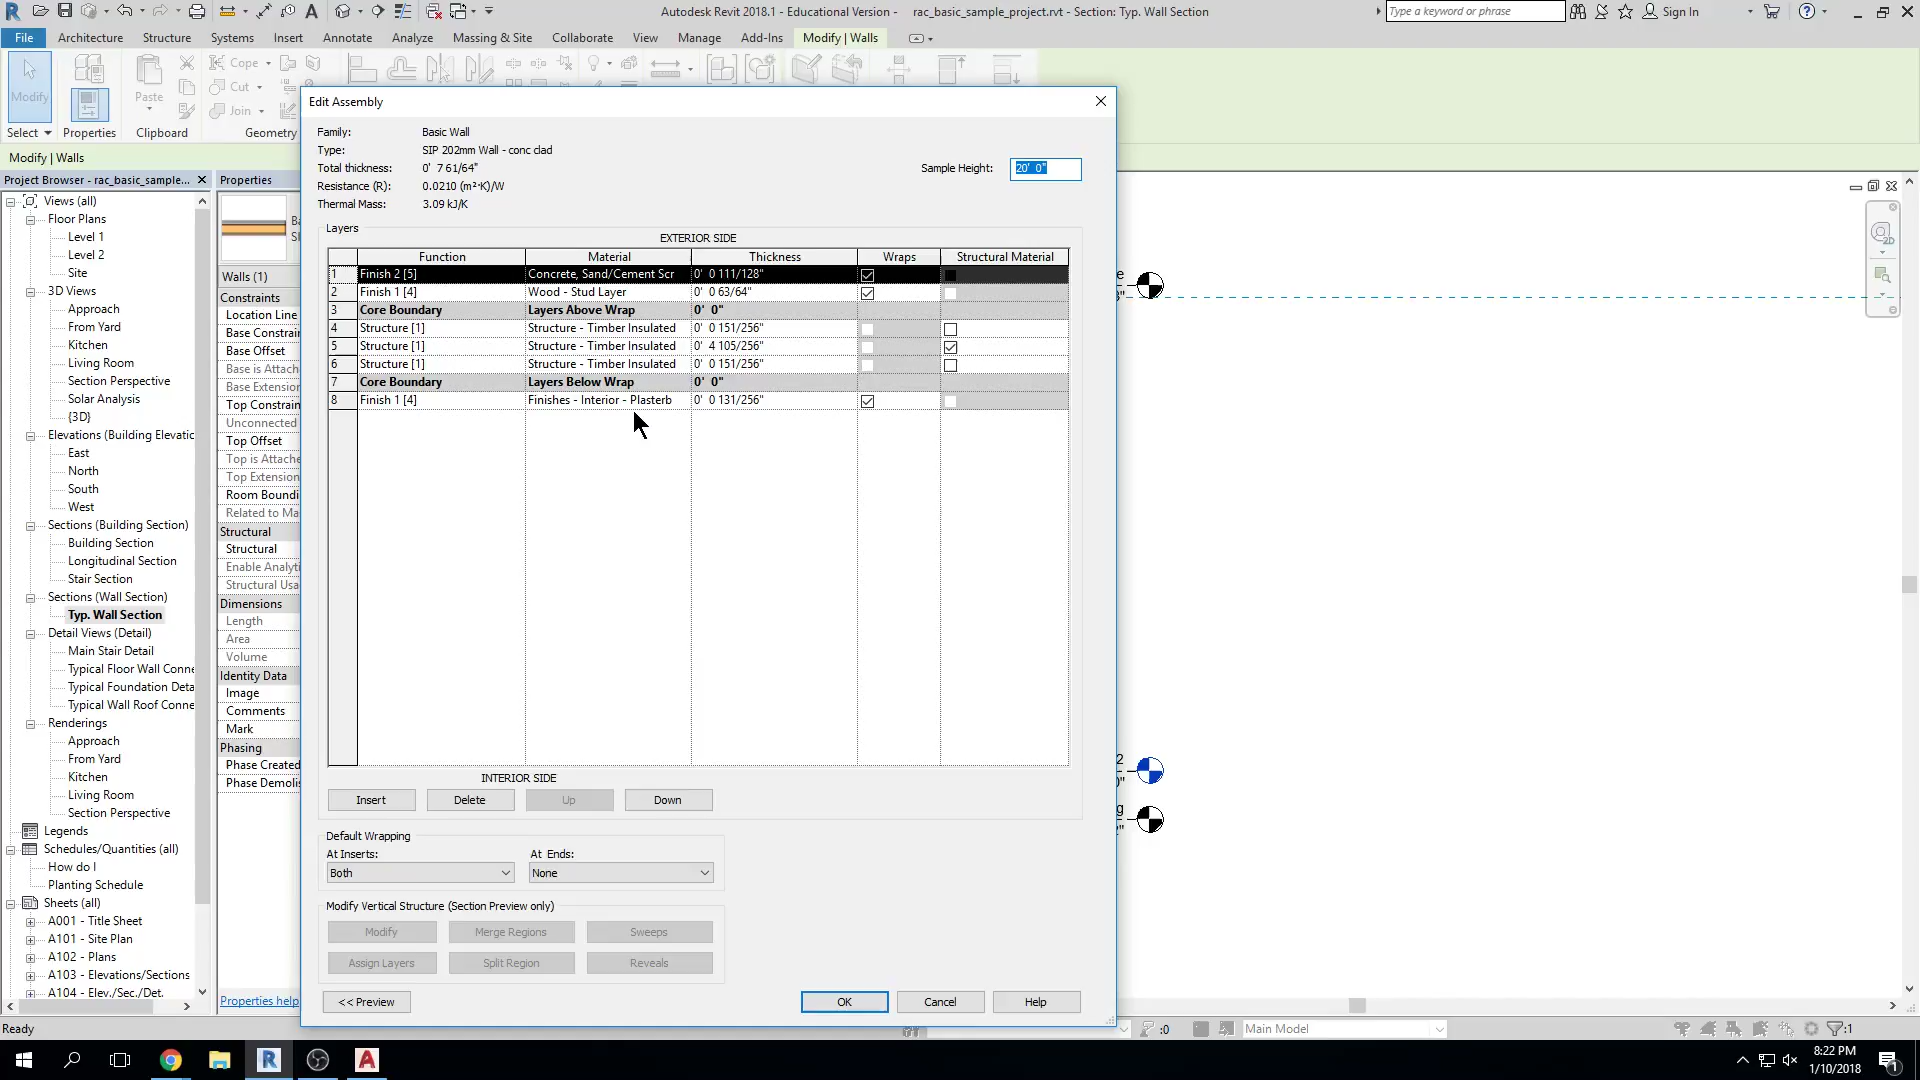 Autodesk Revit 2018.1 - Educational Version - rac_basic_sample_project.rvt - Section: Typ. Wall Section
Type a keyword or phrase
Sign In
File Architecture Structure Systems Insert Annotate Analyze Massing & Site Collaborate View Manage Add-Ins Modify | Walls
Modify
Paste
Cope
Cut
Join
Select Properties Clipboard Geometry
Modify | Walls
Project Browser - rac_basic_sample...
Views (all)
Floor Plans
Level 1
Level 2
Site
3D Views
Approach
From Yard
Kitchen
Living Room
Section Perspective
Solar Analysis
{3D}
Elevations (Building Elevatic
East
North
South
West
Sections (Building Section)
Building Section
Longitudinal Section
Stair Section
Sections (Wall Section)
Typ. Wall Section
Detail Views (Detail)
Main Stair Detail
Typical Floor Wall Conne
Typical Foundation Deta
Typical Wall Roof Conne
Renderings
Approach
From Yard
Kitchen
Living Room
Section Perspective
Legends
Schedules/Quantities (all)
How do I
Planting Schedule
Sheets (all)
A001 - Title Sheet
A101 - Site Plan
A102 - Plans
A103 - Elevations/Sections
A104 - Elev./Sec./Det.
Properties
Walls (1)
Constraints
Location Line
Base Constrain
Base Offset
Base is Attach
Base Extension
Top Constrain
Unconnected
Top Offset
Top is Attache
Top Extension
Room Boundi
Related to Ma
Structural
Structural
Enable Analyti
Structural Usa
Dimensions
Length
Area
Volume
Identity Data
Image
Comments
Mark
Phasing
Phase Created
Phase Demolis
Properties help
Edit Assembly
Family: Basic Wall
Type: SIP 202mm Wall - conc clad
Total thickness: 0' 7 61/64"
Resistance (R): 0.0210 (m²·K)/W
Thermal Mass: 3.09 kJ/K
Sample Height: 20' 0"
Layers
EXTERIOR SIDE
Function Material Thickness Wraps Structural Material
1 Finish 2 [5] Concrete, Sand/Cement Scr 0' 0 111/128"
2 Finish 1 [4] Wood - Stud Layer 0' 0 63/64"
3 Core Boundary Layers Above Wrap 0' 0"
4 Structure [1] Structure - Timber Insulated 0' 0 151/256"
5 Structure [1] Structure - Timber Insulated 0' 4 105/256"
6 Structure [1] Structure - Timber Insulated 0' 0 151/256"
7 Core Boundary Layers Below Wrap 0' 0"
8 Finish 1 [4] Finishes - Interior - Plasterb 0' 0 131/256"
INTERIOR SIDE
Insert Delete Up Down
Default Wrapping
At Inserts: At Ends:
Both None
Modify Vertical Structure (Section Preview only)
Modify Merge Regions Sweeps
Assign Layers Split Region Reveals
<< Preview OK Cancel Help
2D
Ready
:0
Main Model
:1
8:22 PM
1/10/2018